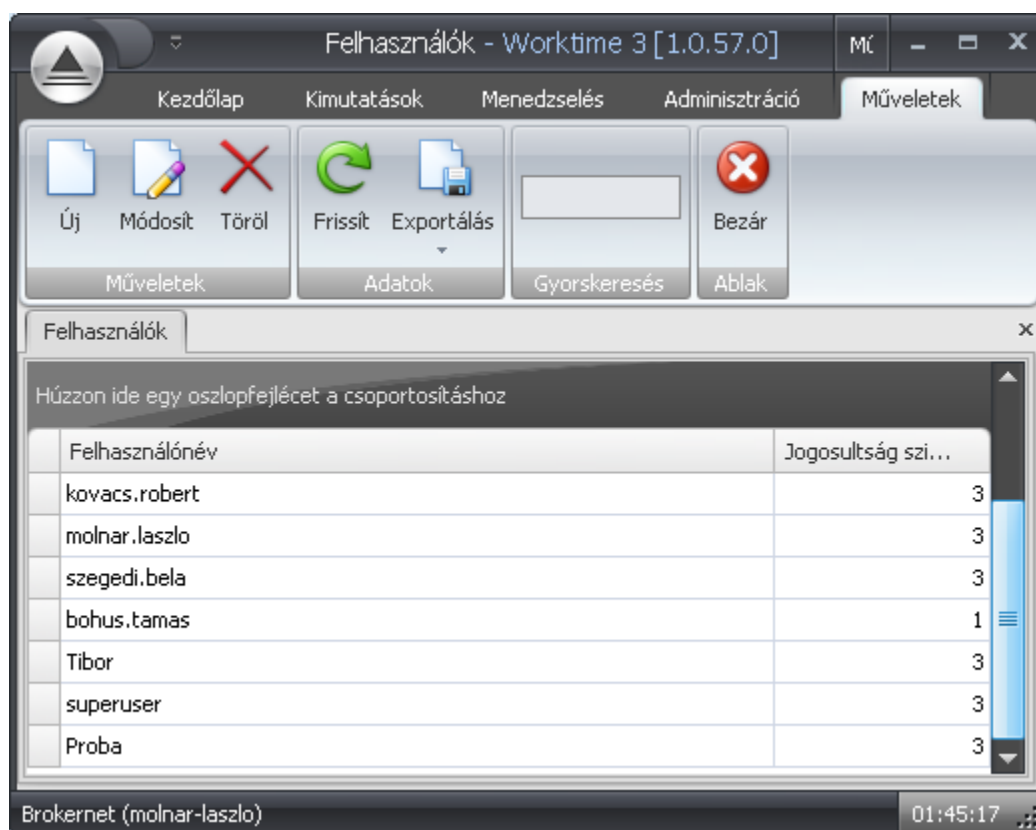 Felhasználók - Worktime 3 [1.0.57.0]
Kezdőlap Kimutatások Menedzselés Adminisztráció Műveletek
Új Módosít Töröl Frissít Exportálás Bezár
Műveletek Adatok Gyorskeresés Ablak
Felhasználók
Húzzon ide egy oszlopfejlécet a csoportosításhoz
Felhasználónév Jogosultság szi...
kovacs.robert 3
molnar.laszlo 3
szegedi.bela 3
bohus.tamas 1
Tibor 3
superuser 3
Proba 3
Brokernet (molnar-laszlo) 01:45:17